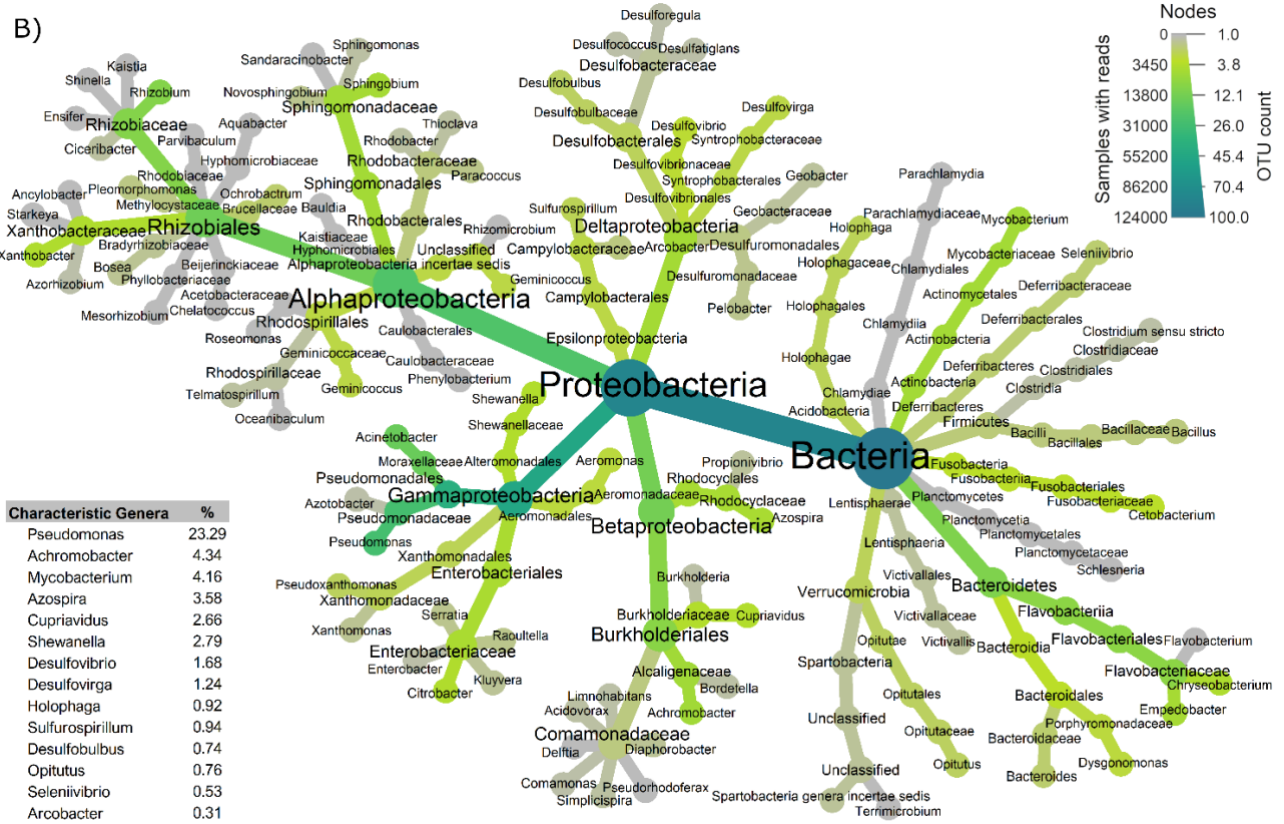 B)
Nodes
0 1.0
3450 3.8
13800 12.1
31000 26.0
55200 45.4
86200 70.4
124000 100.0
Samples with reads
OTU count
Desulforegula
Desulfococcus
Desulfatiglans
Desulfobacteraceae
Desulfobulbus
Desulfobulbaceae
Desulfobacterales
Desulfovirga
Desulfovibrio
Syntrophobacteraceae
Desulfovibrionaceae
Syntrophobacterales
Desulfovibrionales
Geobacter
Geobacteraceae
Sulfurospirillum
Deltaproteobacteria
Campylobacteraceae
Arcobacter
Desulfuromonadales
Desulfuromonadaceae
Pelobacter
Campylobacterales
Epsilonproteobacteria
Sphingomonas
Sandaracinobacter
Novosphingobium
Sphingobium
Sphingomonadaceae
Kaistia
Shinella
Rhizobium
Ensifer
Rhizobiaceae
Ciceribacter
Aquabacter
Parvibaculum
Hyphomicrobiaceae
Rhodobiaceae
Thioclava
Rhodobacter
Rhodobacteraceae
Paracoccus
Sphingomonadales
Pleomorphomonas
Ochrobactrum
Ancylobacter
Methylocystaceae
Brucellaceae
Bauldia
Starkeya
Xanthobacteraceae
Rhizobiales
Rhodobacterales
Rhizomicrobium
Kaistiaceae
Bradyrhizobiaceae
Hyphomicrobiales
Unclassified
Xanthobacter
Bosea
Beijerinckiaceae
Alphaproteobacteria incertae sedis
Azorhizobium
Phyllobacteriaceae
Geminicoccus
Acetobacteraceae
Alphaproteobacteria
Mesorhizobium
Chelatococcus
Rhodospirillales
Caulobacterales
Roseomonas
Geminicoccaceae
Caulobacteraceae
Rhodospirillaceae
Phenylobacterium
Telmatospirillum
Geminicoccus
Oceanibaculum
Proteobacteria
Bacteria
Parachlamydia
Parachlamydiaceae
Chlamydiales
Chlamydiia
Chlamydiae
Holophaga
Holophagaceae
Holophagales
Holophagae
Acidobacteria
Mycobacterium
Mycobacteriaceae
Actinomycetales
Actinobacteria
Actinobacteria
Seleniivibrio
Deferribacteraceae
Deferribacterales
Deferribacteres
Deferribacteres
Clostridium sensu stricto
Clostridiaceae
Clostridiales
Clostridia
Firmicutes
Bacilli
Bacillales
Bacillaceae
Bacillus
Fusobacteria
Fusobacteriia
Fusobacteriales
Fusobacteriaceae
Cetobacterium
Planctomycetes
Planctomycetia
Planctomycetales
Planctomycetaceae
Schlesneria
Bacteroidetes
Flavobacteriia
Flavobacteriales
Flavobacterium
Flavobacteriaceae
Chryseobacterium
Empedobacter
Bacteroidia
Bacteroidales
Porphyromonadaceae
Bacteroidaceae
Bacteroides
Dysgonomonas
Lentisphaerae
Lentisphaeria
Victivallales
Victivallaceae
Victivallis
Verrucomicrobia
Opitutae
Opitutales
Opitutaceae
Opitutus
Spartobacteria
Unclassified
Unclassified
Spartobacteria genera incertae sedis
Terrimicrobium
Shewanella
Shewanellaceae
Acinetobacter
Moraxellaceae
Alteromonadales
Aeromonas
Pseudomonadales
Gammaproteobacteria
Aeromonadaceae
Azotobacter
Pseudomonadaceae
Aeromonadales
Pseudomonas
Xanthomonadales
Enterobacteriales
Pseudoxanthomonas
Xanthomonadaceae
Xanthomonas
Serratia
Raoultella
Enterobacteriaceae
Enterobacter
Kluyvera
Citrobacter
Propionivibrio
Rhodocyclales
Rhodocyclaceae
Azospira
Betaproteobacteria
Burkholderia
Burkholderiaceae
Cupriavidus
Burkholderiales
Alcaligenaceae
Bordetella
Achromobacter
Limnohabitans
Acidovorax
Comamonadaceae
Delftia
Diaphorobacter
Comamonas
Pseudorhodoferax
Simplicispira
Characteristic Genera %
Pseudomonas 23.29
Achromobacter 4.34
Mycobacterium 4.16
Azospira 3.58
Cupriavidus 2.66
Shewanella 2.79
Desulfovibrio 1.68
Desulfovirga 1.24
Holophaga 0.92
Sulfurospirillum 0.94
Desulfobulbus 0.74
Opitutus 0.76
Seleniivibrio 0.53
Arcobacter 0.31